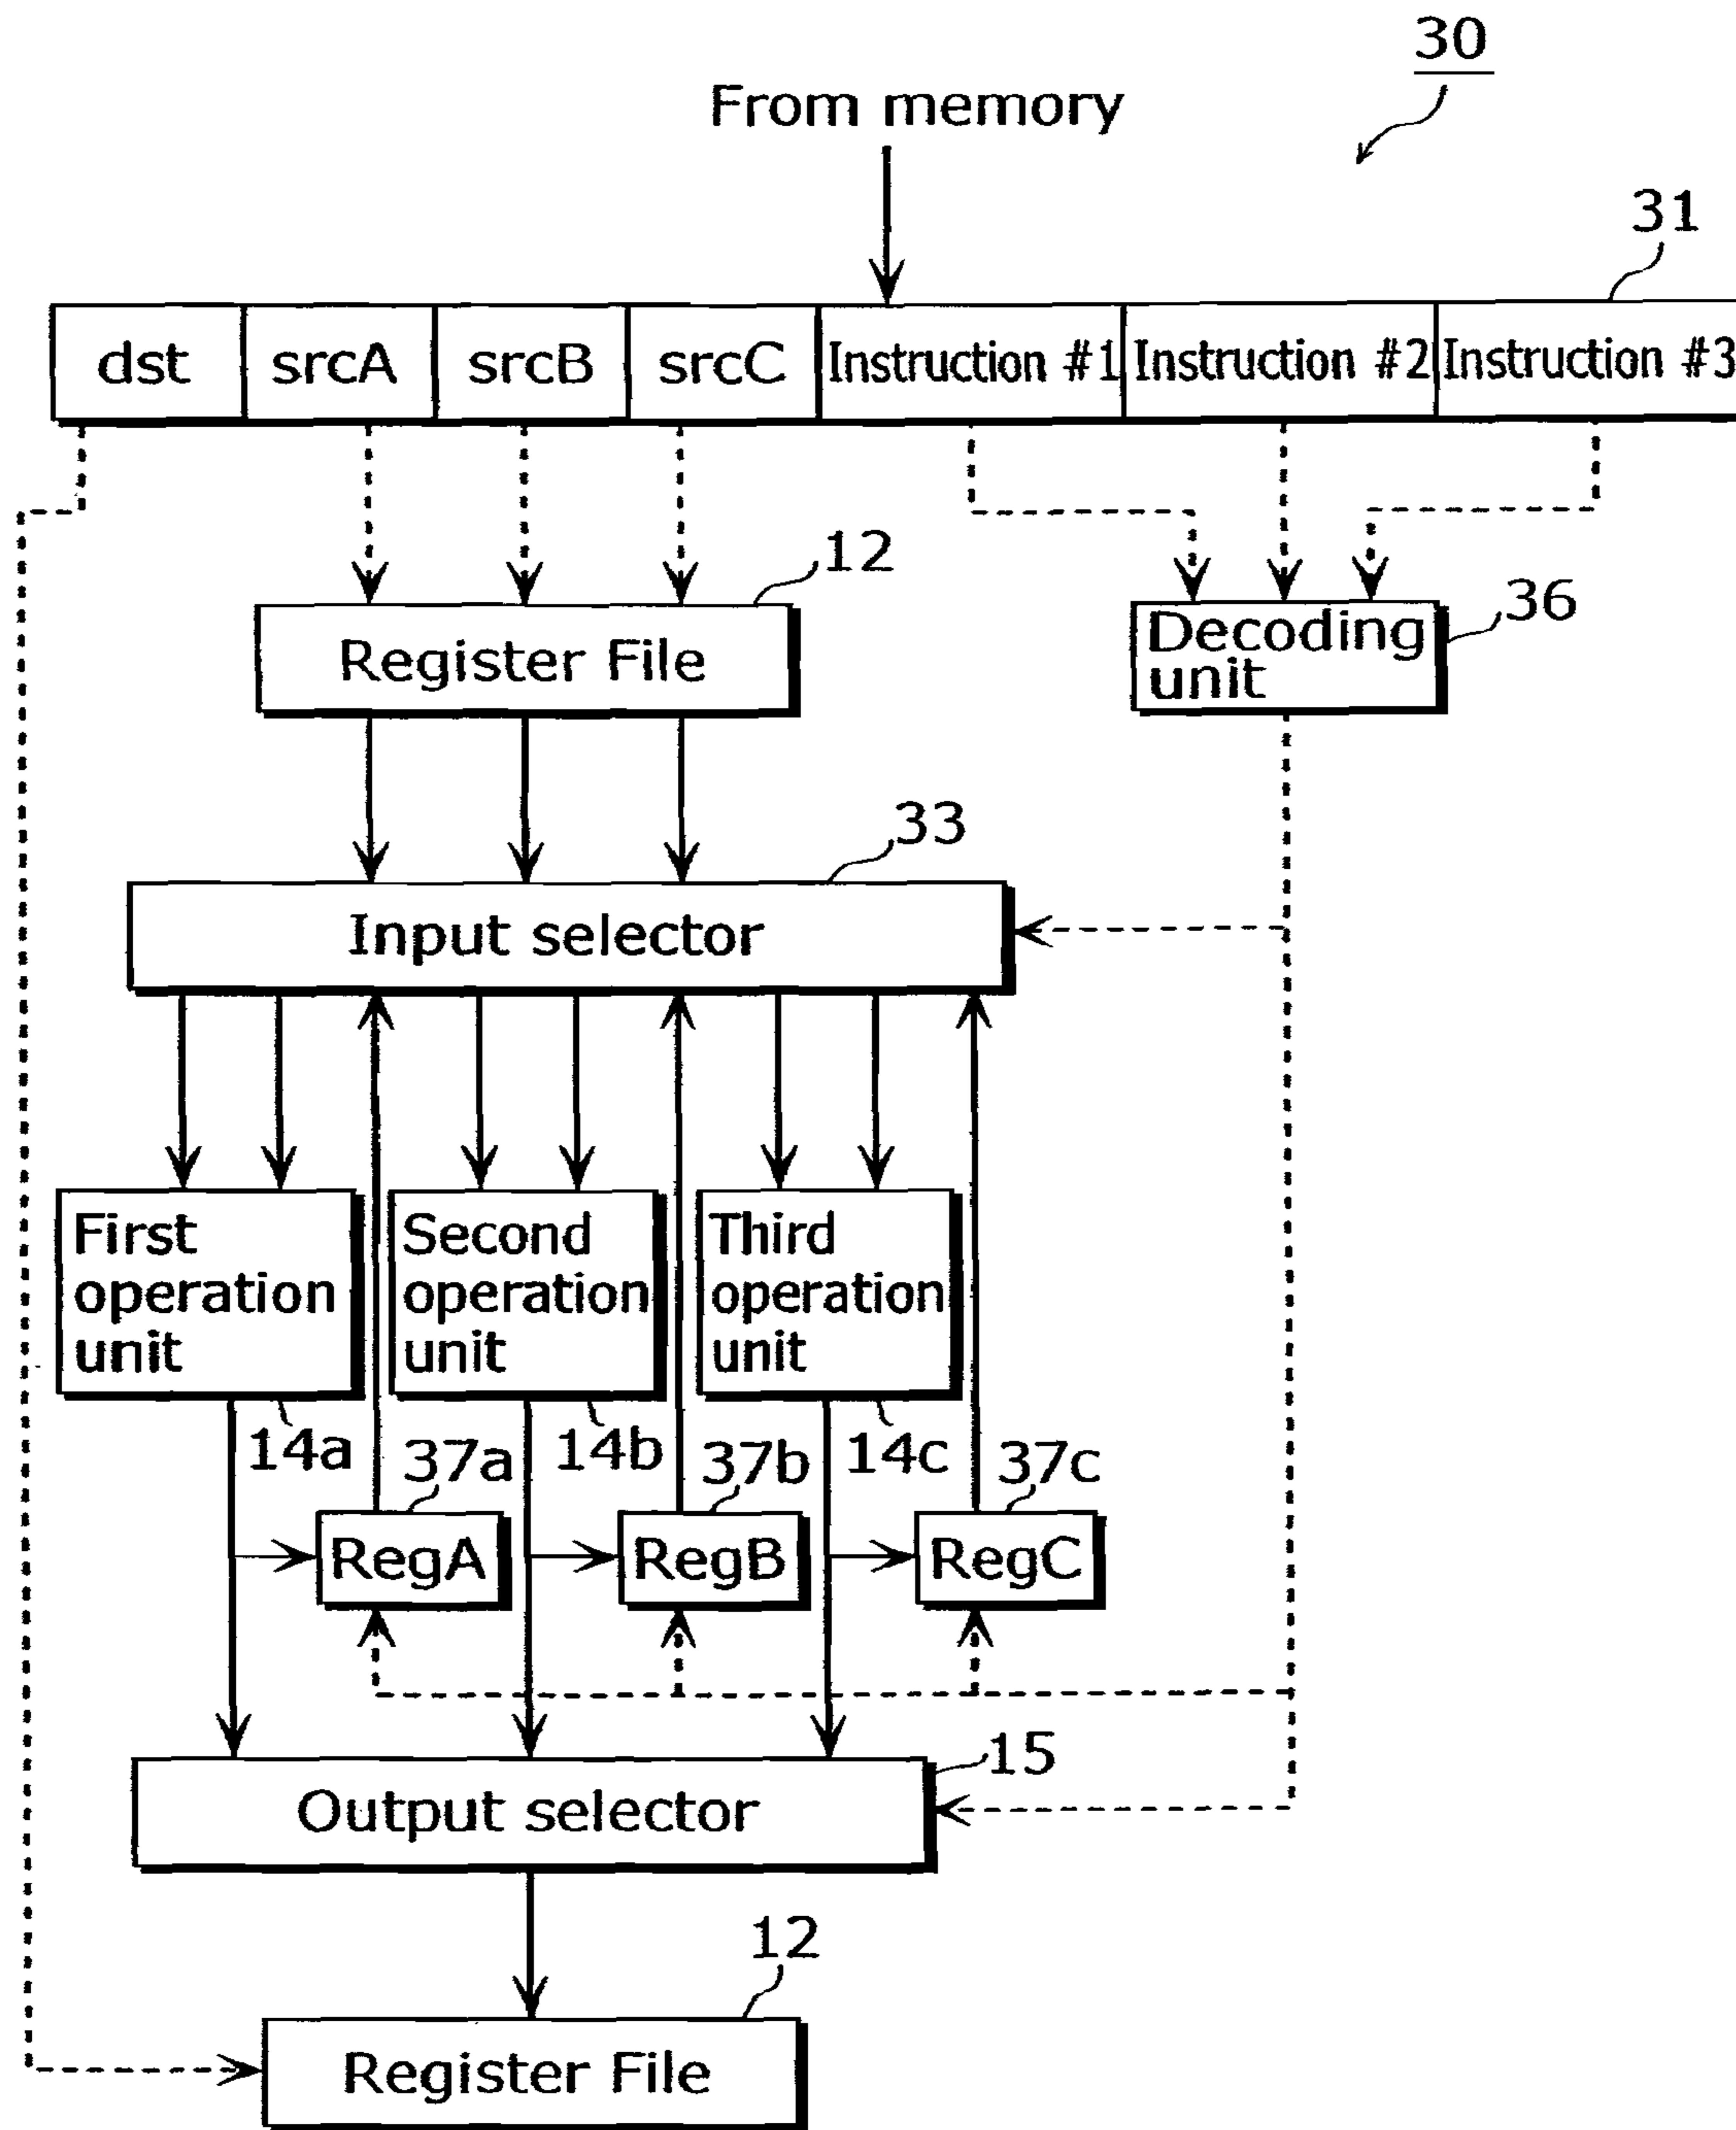 30
From memory
31
dst srcA srcB srcC Instruction #1 Instruction #2 Instruction #3
12
Register File
Decoding
unit
36
33
Input selector
First
operation
unit
Second
operation
unit
Third
operation
unit
14a 37a 14b 37b 14c 37c
RegA RegB RegC
15
Output selector
12
Register File